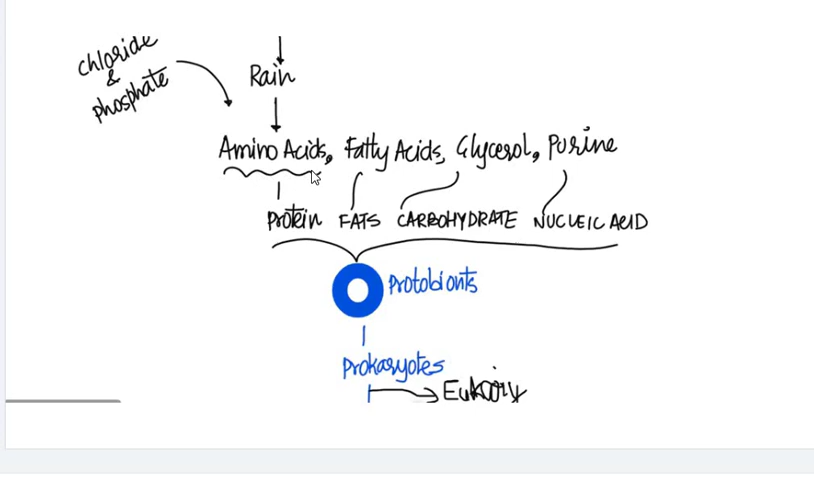 chloride
&
phosphate
Rain
Amino Acids, Fatty Acids, Glycerol, Purine
Protein FATS CARBOHYDRATE NUCLEIC ACID
Protobionts
Prokaryotes